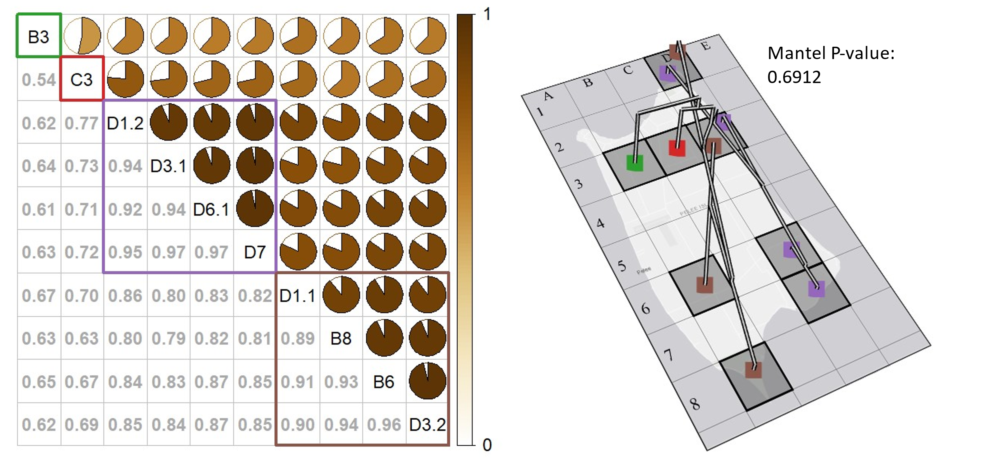 1
B3
0.54 C3
0.62 0.77 D1.2
0.64 0.73 0.94 D3.1
0.61 0.71 0.92 0.94 D6.1
0.63 0.72 0.95 0.97 0.97 D7
0.67 0.70 0.86 0.80 0.83 0.82 D1.1
0.63 0.63 0.80 0.79 0.82 0.81 0.89 B8
0.65 0.67 0.84 0.83 0.87 0.85 0.91 0.93 B6
0.62 0.69 0.85 0.84 0.87 0.85 0.90 0.94 0.96 D3.2
0
Mantel P-value:
0.6912
A B C D E
1
2
3
4
5
6
7
8
PELEE ISL
Pelee